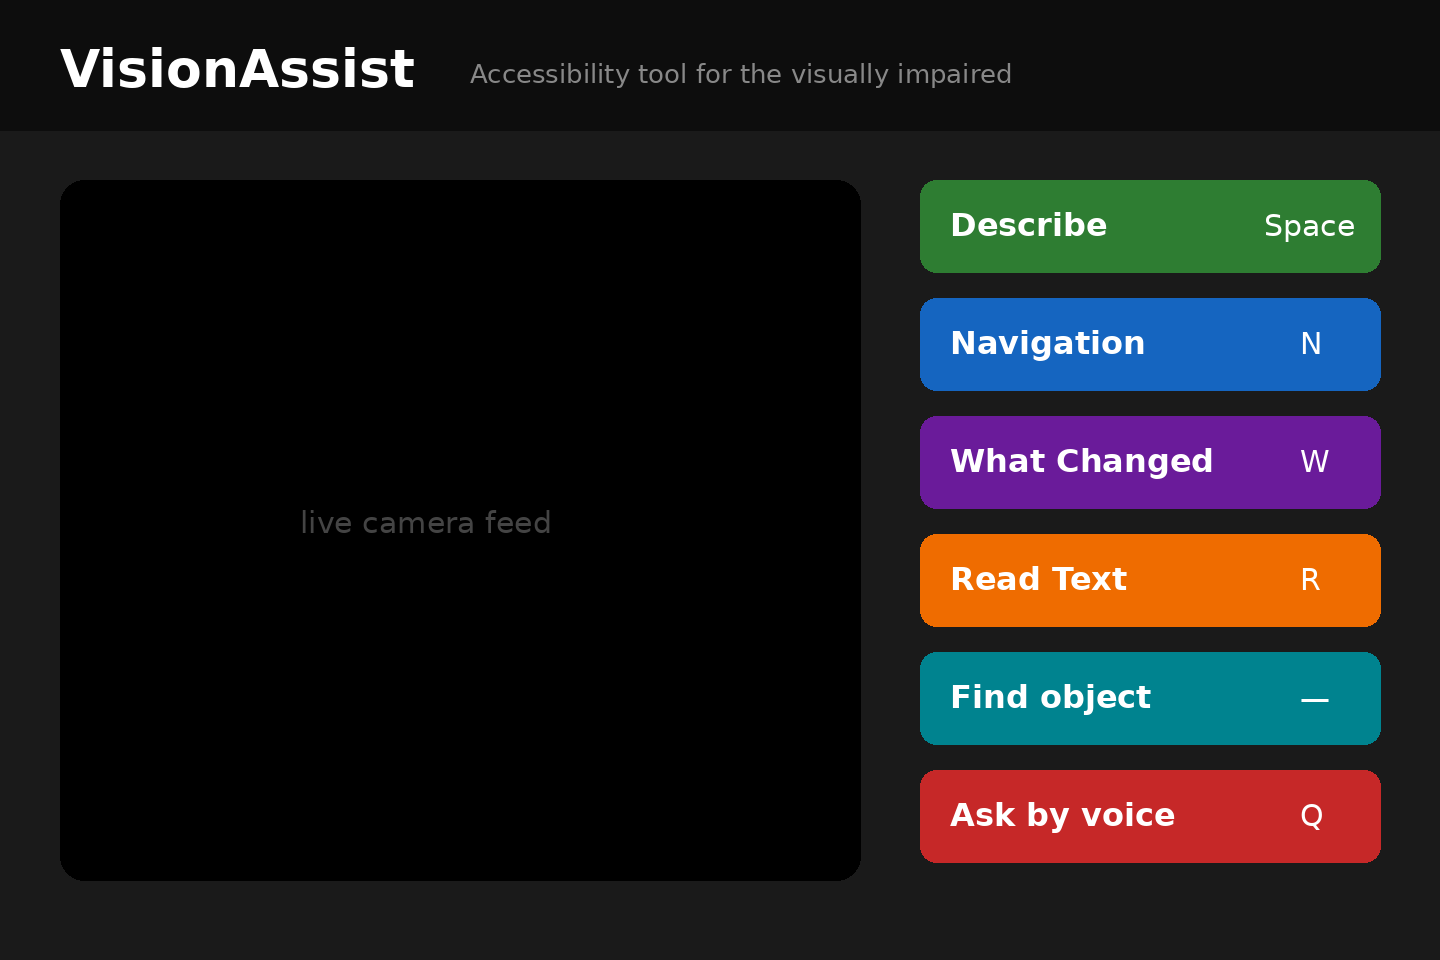 VisionAssist Accessibility tool for the visually impaired
live camera feed
Describe Space
Navigation N
What Changed W
Read Text R
Find object —
Ask by voice Q